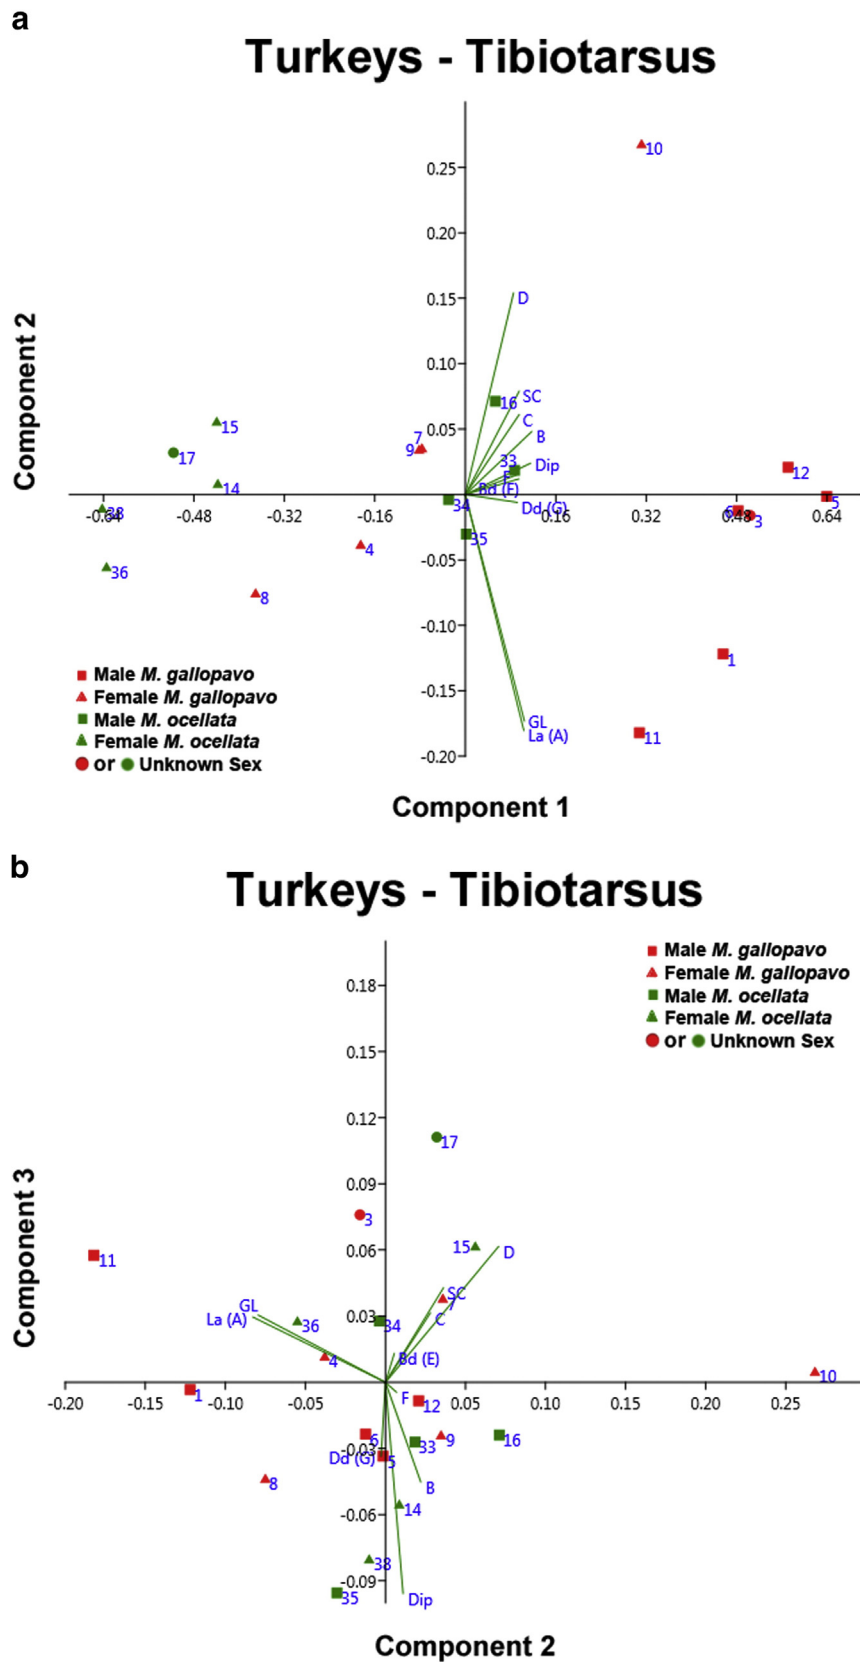 a
Turkeys - Tibiotarsus
Component 2
0.25
0.20
0.15
0.10
0.05
-0.05
-0.10
-0.15
-0.20
-0.64
-0.48
-0.32
-0.16
0.16
0.32
0.48
0.64
10
D
16
SC
C
B
33
Dip
F
Bd (E)
Dd (G)
15
17
14
38
36
7
9
4
8
34
35
12
5
6
3
1
11
GL
La (A)
Male M. gallopavo
Female M. gallopavo
Male M. ocellata
Female M. ocellata
or Unknown Sex
Component 1
b
Turkeys - Tibiotarsus
Male M. gallopavo
Female M. gallopavo
Male M. ocellata
Female M. ocellata
or Unknown Sex
Component 3
0.18
0.15
0.12
0.09
0.06
0.03
-0.03
-0.06
-0.09
-0.20
-0.15
-0.10
-0.05
0.05
0.10
0.15
0.20
0.25
17
3
11
15
D
SC
7
C
GL
La (A)
36
34
4
Bd (E)
10
1
F
12
6
33
9
16
Dd (G)
5
8
B
14
38
35
Dip
Component 2